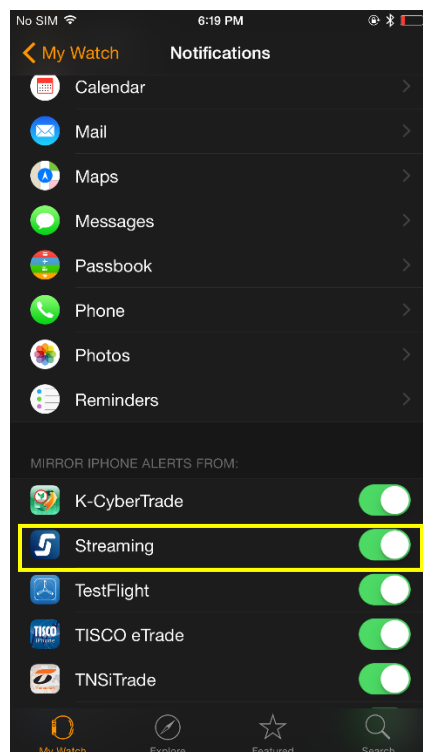 No SIM 6:19 PM
My Watch Notifications
Calendar
Mail
Maps
Messages
Passbook
Phone
Photos
Reminders
MIRROR IPHONE ALERTS FROM:
K-CyberTrade
Streaming
TestFlight
TISCO
TISCO eTrade
TNSiTrade
My Watch Explore Featured Search